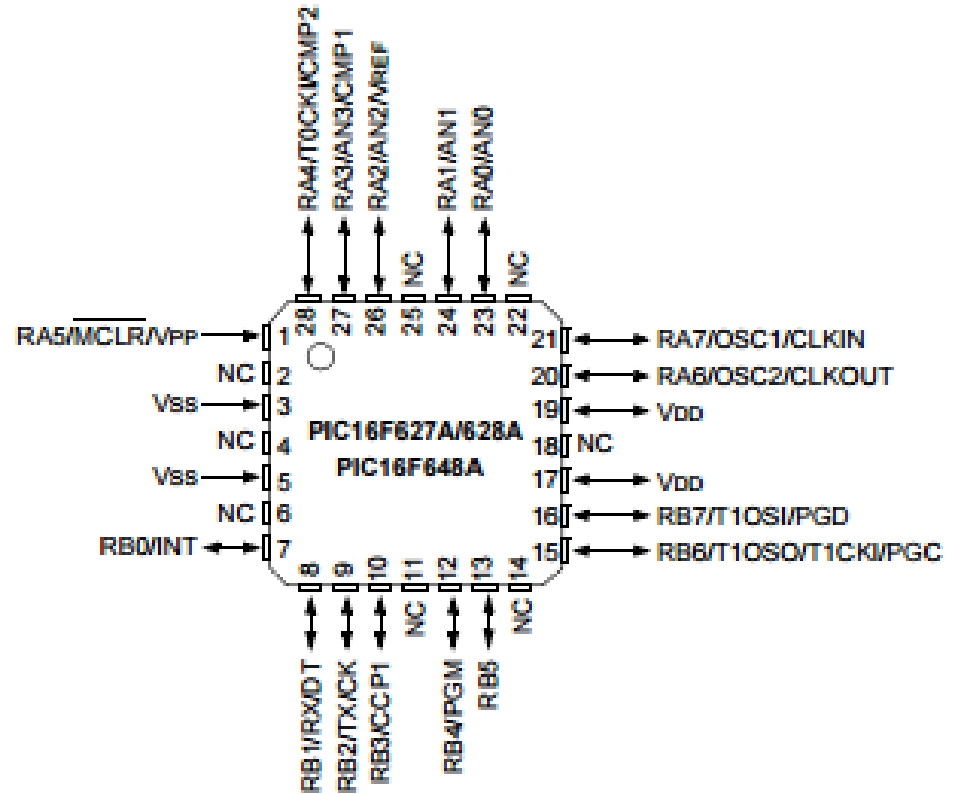 RA4/T0CKI/CMP2
RA3/AN3/CMP1
RA2/AN2/VREF
NC
RA1/AN1
RA0/AN0
NC
28 27 26 25 24 23 22
RA5/MCLR/VPP 1
NC 2
VSS 3
NC 4
VSS 5
NC 6
RB0/INT 7
PIC16F627A/628A
PIC16F648A
21 RA7/OSC1/CLKIN
20 RA6/OSC2/CLKOUT
19 VDD
18 NC
17 VDD
16 RB7/T1OSI/PGD
15 RB6/T1OSO/T1CKI/PGC
8 9 10 11 12 13 14
RB1/RX/DT
RB2/TX/CK
RB3/CCP1
NC
RB4/PGM
RB5
NC